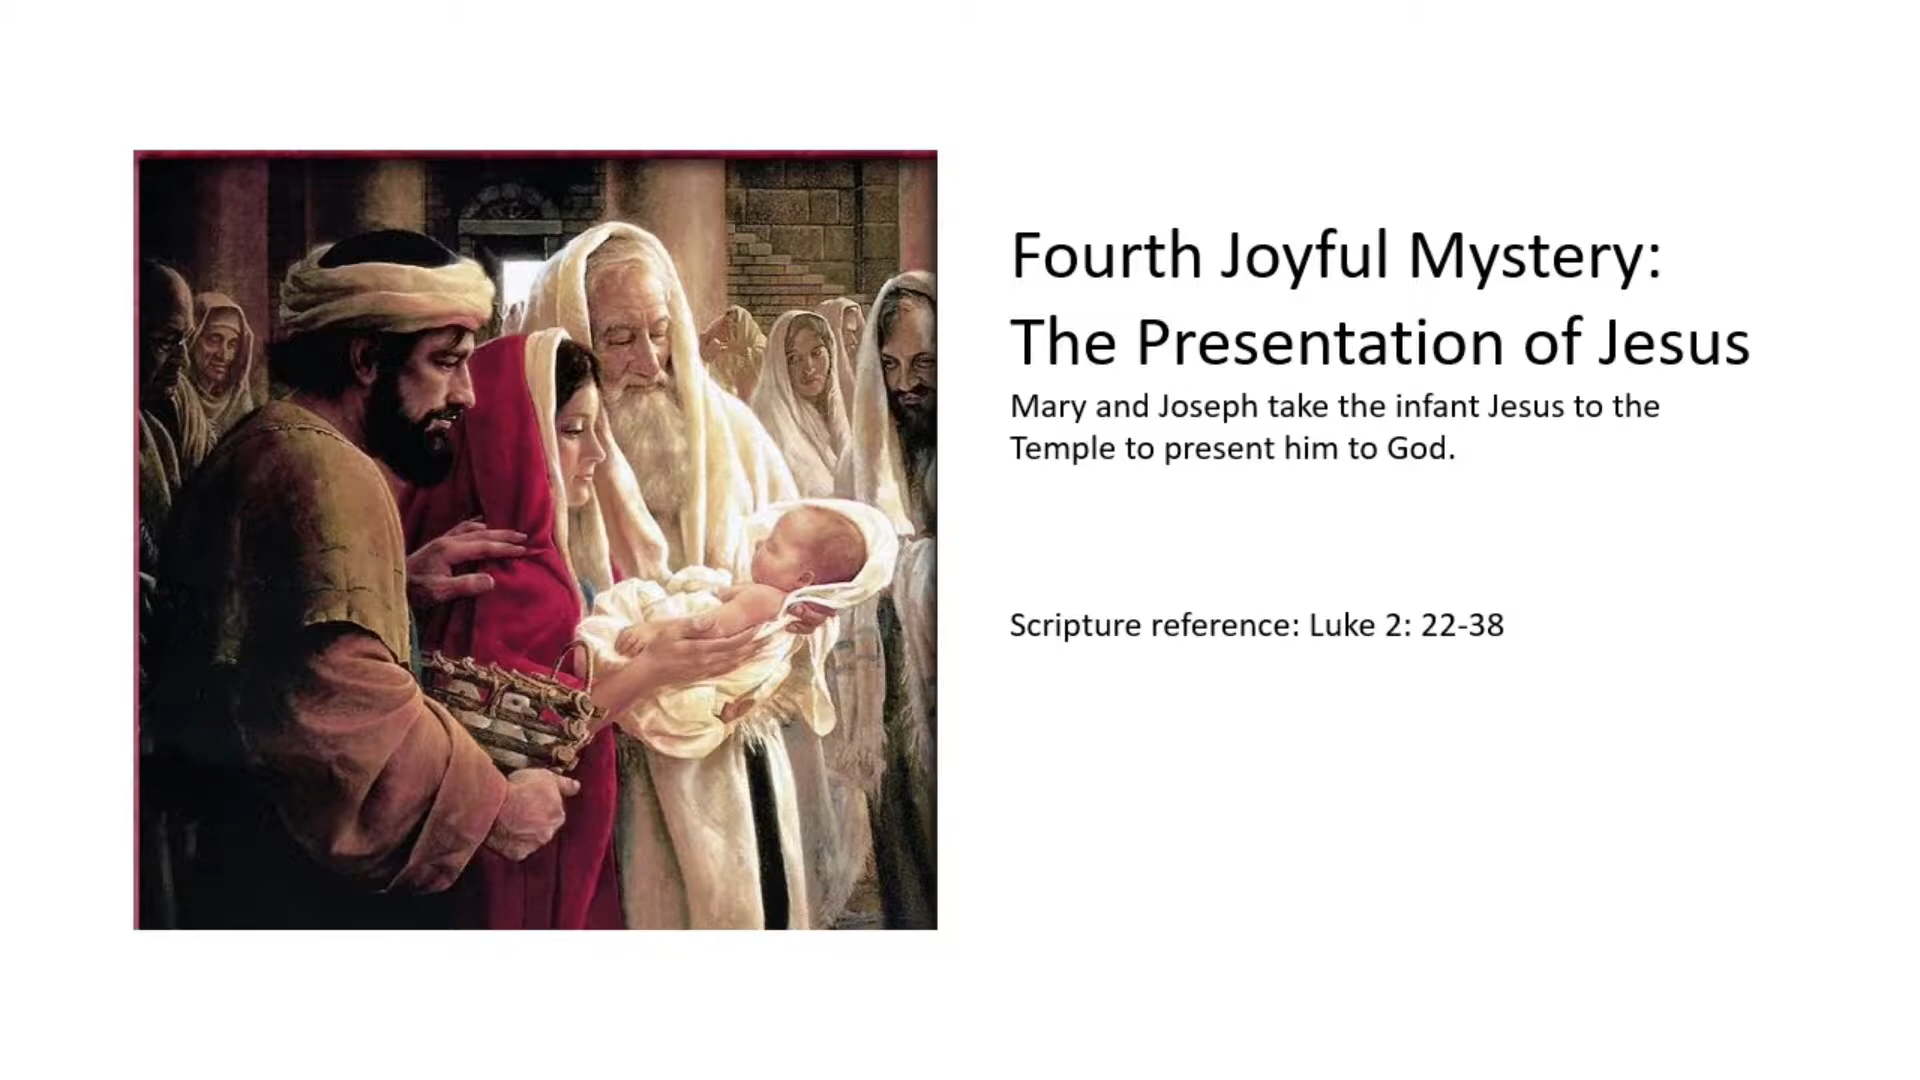 Fourth Joyful Mystery:
The Presentation of Jesus
Mary and Joseph take the infant Jesus to the
Temple to present him to God.
Scripture reference: Luke 2: 22-38